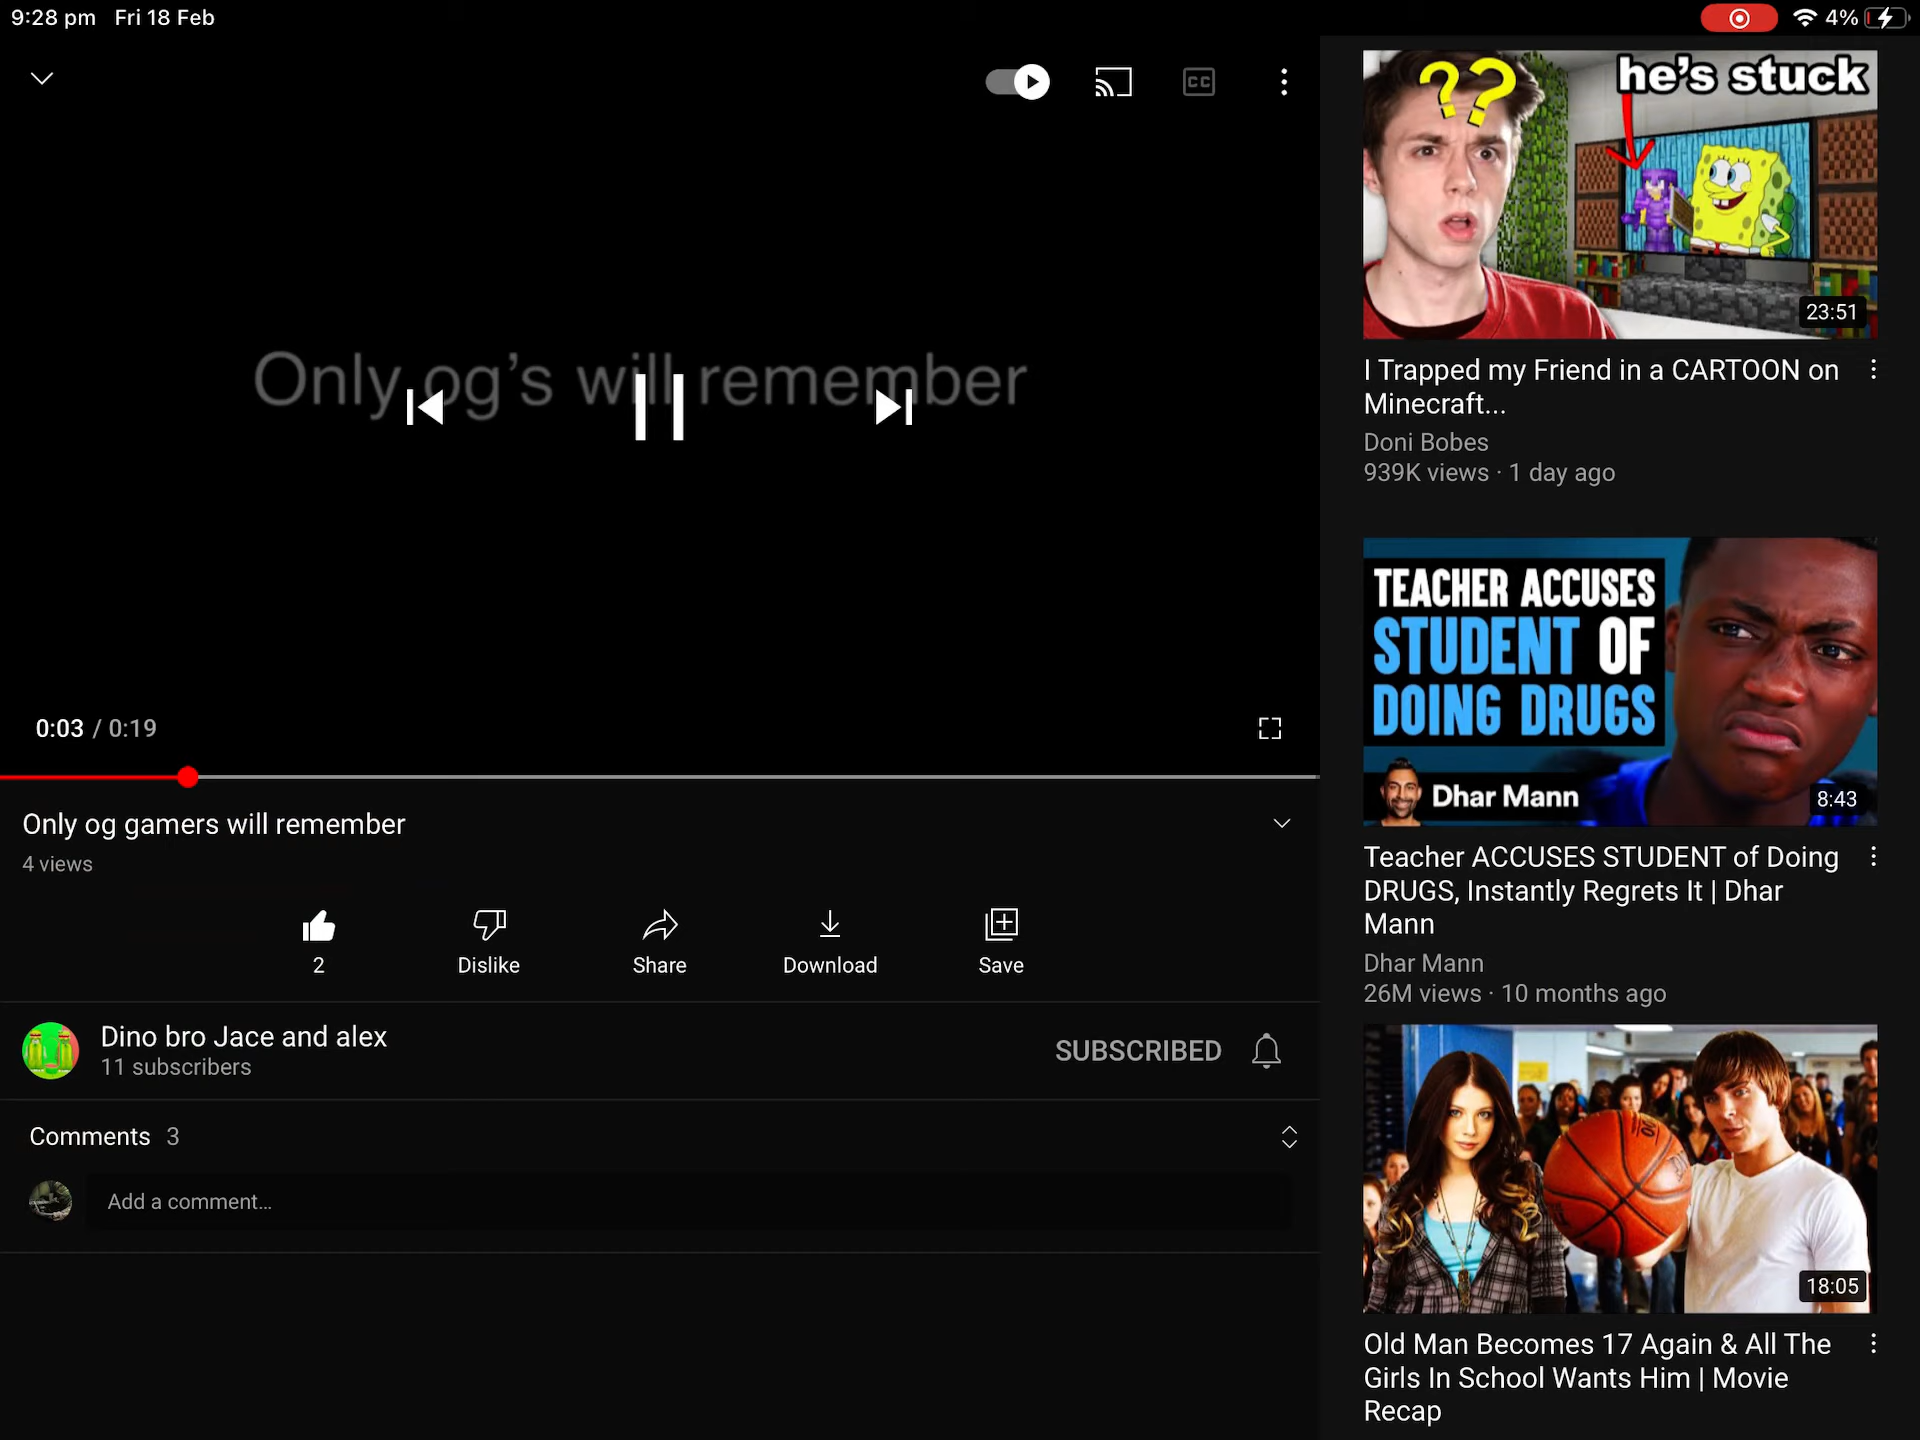 9:28 pm Fri 18 Feb
4%
CC
Only og's will remember
0:03 / 0:19
Only og gamers will remember
4 views
2
Dislike
Share
Download
Save
Dino bro Jace and alex
11 subscribers
SUBSCRIBED
Comments 3
Add a comment...
??
he's stuck
23:51
I Trapped my Friend in a CARTOON on
Minecraft...
Doni Bobes
939K views · 1 day ago
TEACHER ACCUSES
STUDENT OF
DOING DRUGS
Dhar Mann
8:43
Teacher ACCUSES STUDENT of Doing
DRUGS, Instantly Regrets It | Dhar
Mann
Dhar Mann
26M views · 10 months ago
18:05
Old Man Becomes 17 Again & All The
Girls In School Wants Him | Movie
Recap